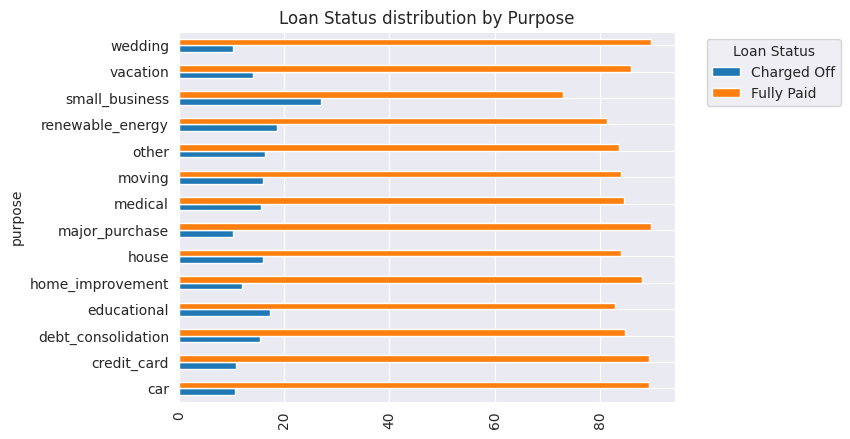 Loan Status distribution by Purpose
wedding
vacation
small_business
renewable_energy
other
moving
medical
major_purchase
house
home_improvement
educational
debt_consolidation
credit_card
car
purpose
0
20
40
60
80
Loan Status
Charged Off
Fully Paid